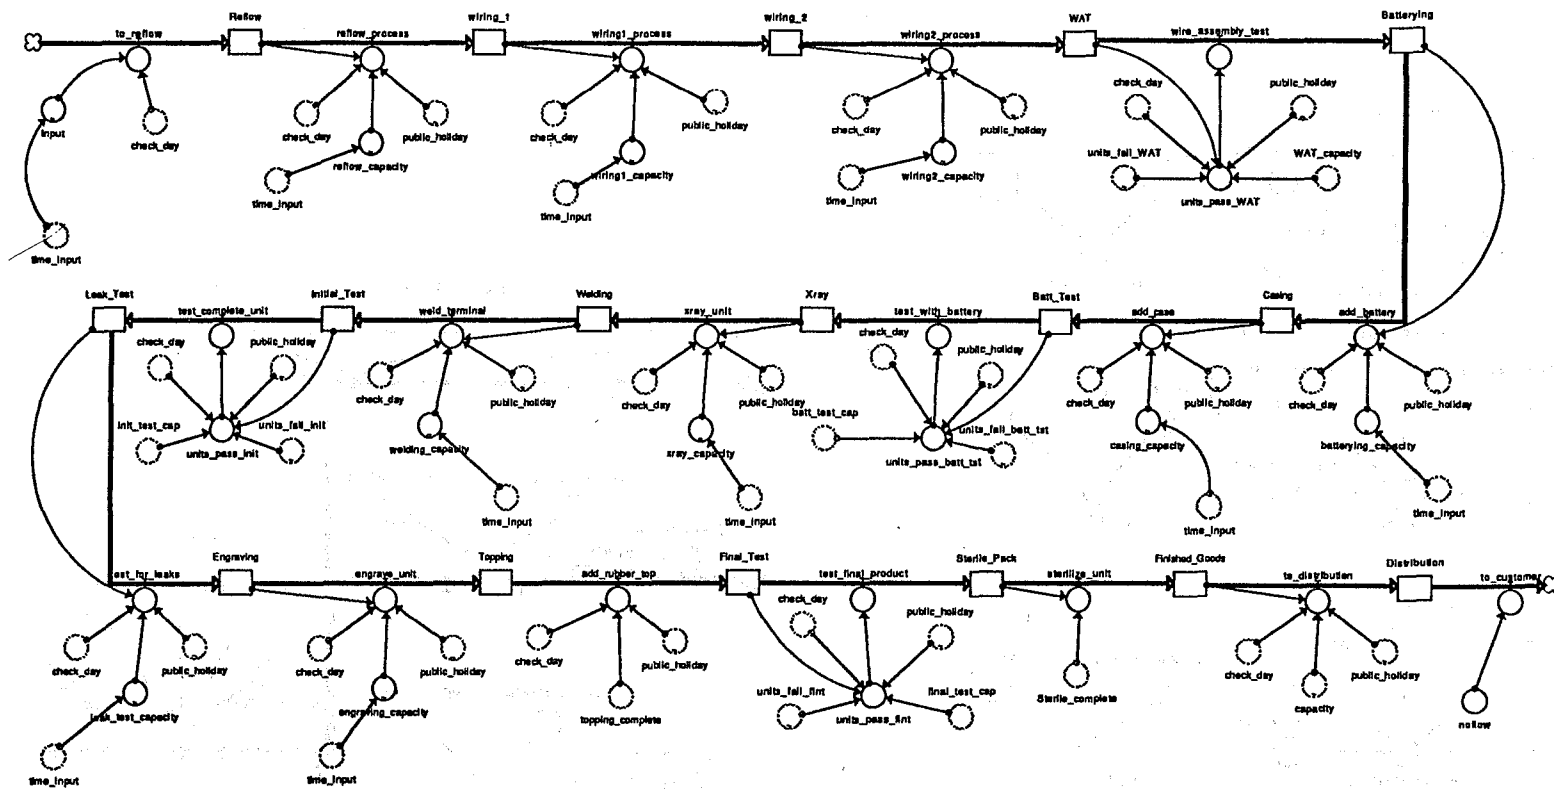 Reflow
wiring_1
wiring_2
WAT
Batterying
to_reflow
reflow_process
wiring1_process
wiring2_process
wire_assembly_test
input
check_day
check_day
public_holiday
reflow_capacity
time_input
check_day
public_holiday
wiring1_capacity
time_input
check_day
public_holiday
wiring2_capacity
time_input
check_day
public_holiday
units_fail_WAT
WAT_capacity
units_pass_WAT
time_input
Leak_Test
Initial_Test
Welding
Xray
Batt_Test
Casing
test_complete_unit
weld_terminal
xray_unit
test_with_battery
add_case
add_battery
check_day
public_holiday
init_test_cap
units_fail_init
units_pass_init
check_day
public_holiday
welding_capacity
time_input
check_day
public_holiday
xray_capacity
time_input
check_day
public_holiday
batt_test_cap
units_fail_batt_tst
units_pass_batt_tst
check_day
public_holiday
casing_capacity
time_input
check_day
public_holiday
batterying_capacity
time_input
Engraving
Topping
Final_Test
Sterile_Pack
Finished_Goods
Distribution
test_for_leaks
engrave_unit
add_rubber_top
test_final_product
sterilize_unit
to_distribution
to_customer
check_day
public_holiday
leak_test_capacity
time_input
check_day
public_holiday
engraving_capacity
time_input
check_day
public_holiday
topping_complete
check_day
public_holiday
units_fail_fint
final_test_cap
units_pass_fint
Sterile_complete
check_day
public_holiday
capacity
noflow